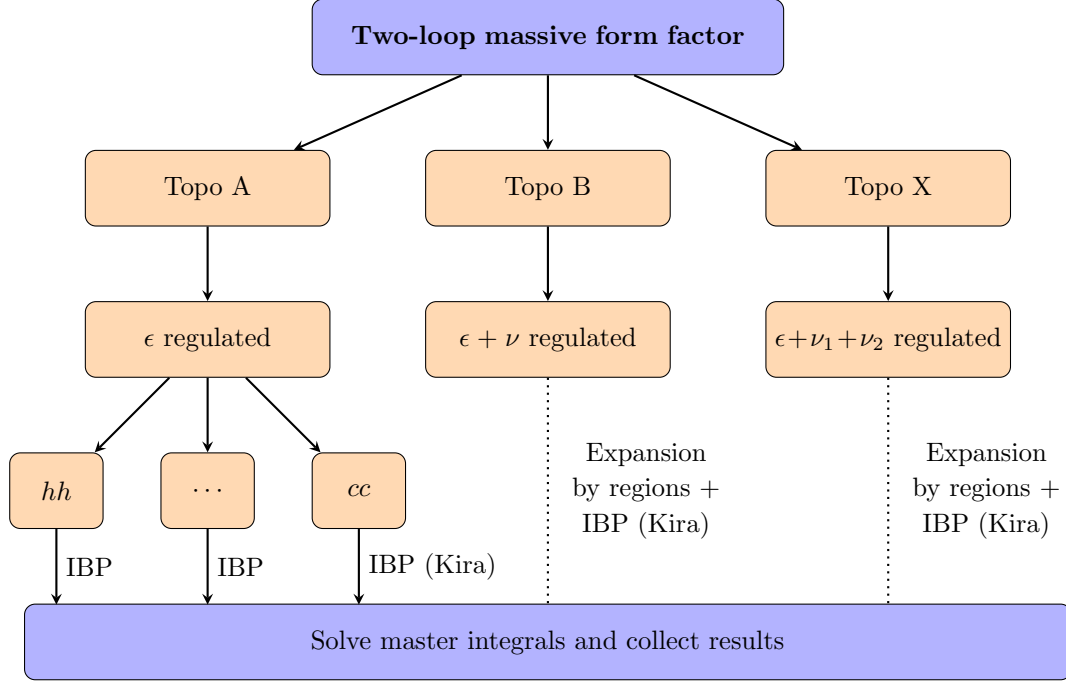 Two-loop massive form factor
Topo A
Topo B
Topo X
ϵ regulated
ϵ + ν regulated
ϵ+ν₁+ν₂ regulated
hh
⋯
cc
Expansion
by regions +
IBP (Kira)
Expansion
by regions +
IBP (Kira)
IBP
IBP
IBP (Kira)
Solve master integrals and collect results